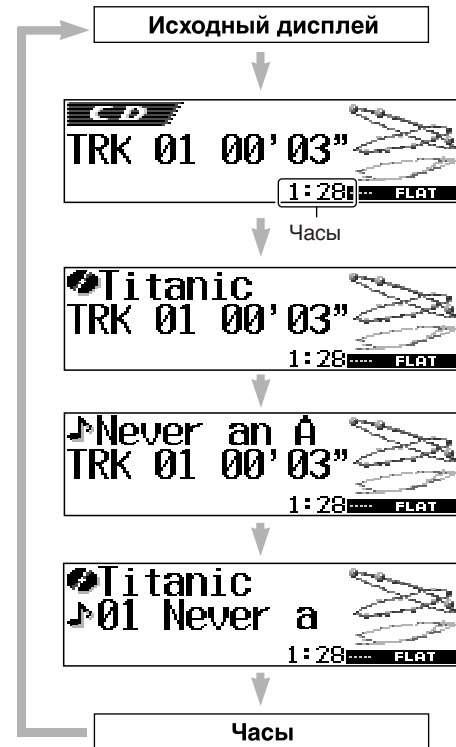 Исходный дисплей
CD
TRK 01 00’03”
1:28 FLAT
Часы
Titanic
TRK 01 00’03”
1:28 FLAT
Never an A
TRK 01 00’03”
1:28 FLAT
Titanic
01 Never a
1:28 FLAT
Часы